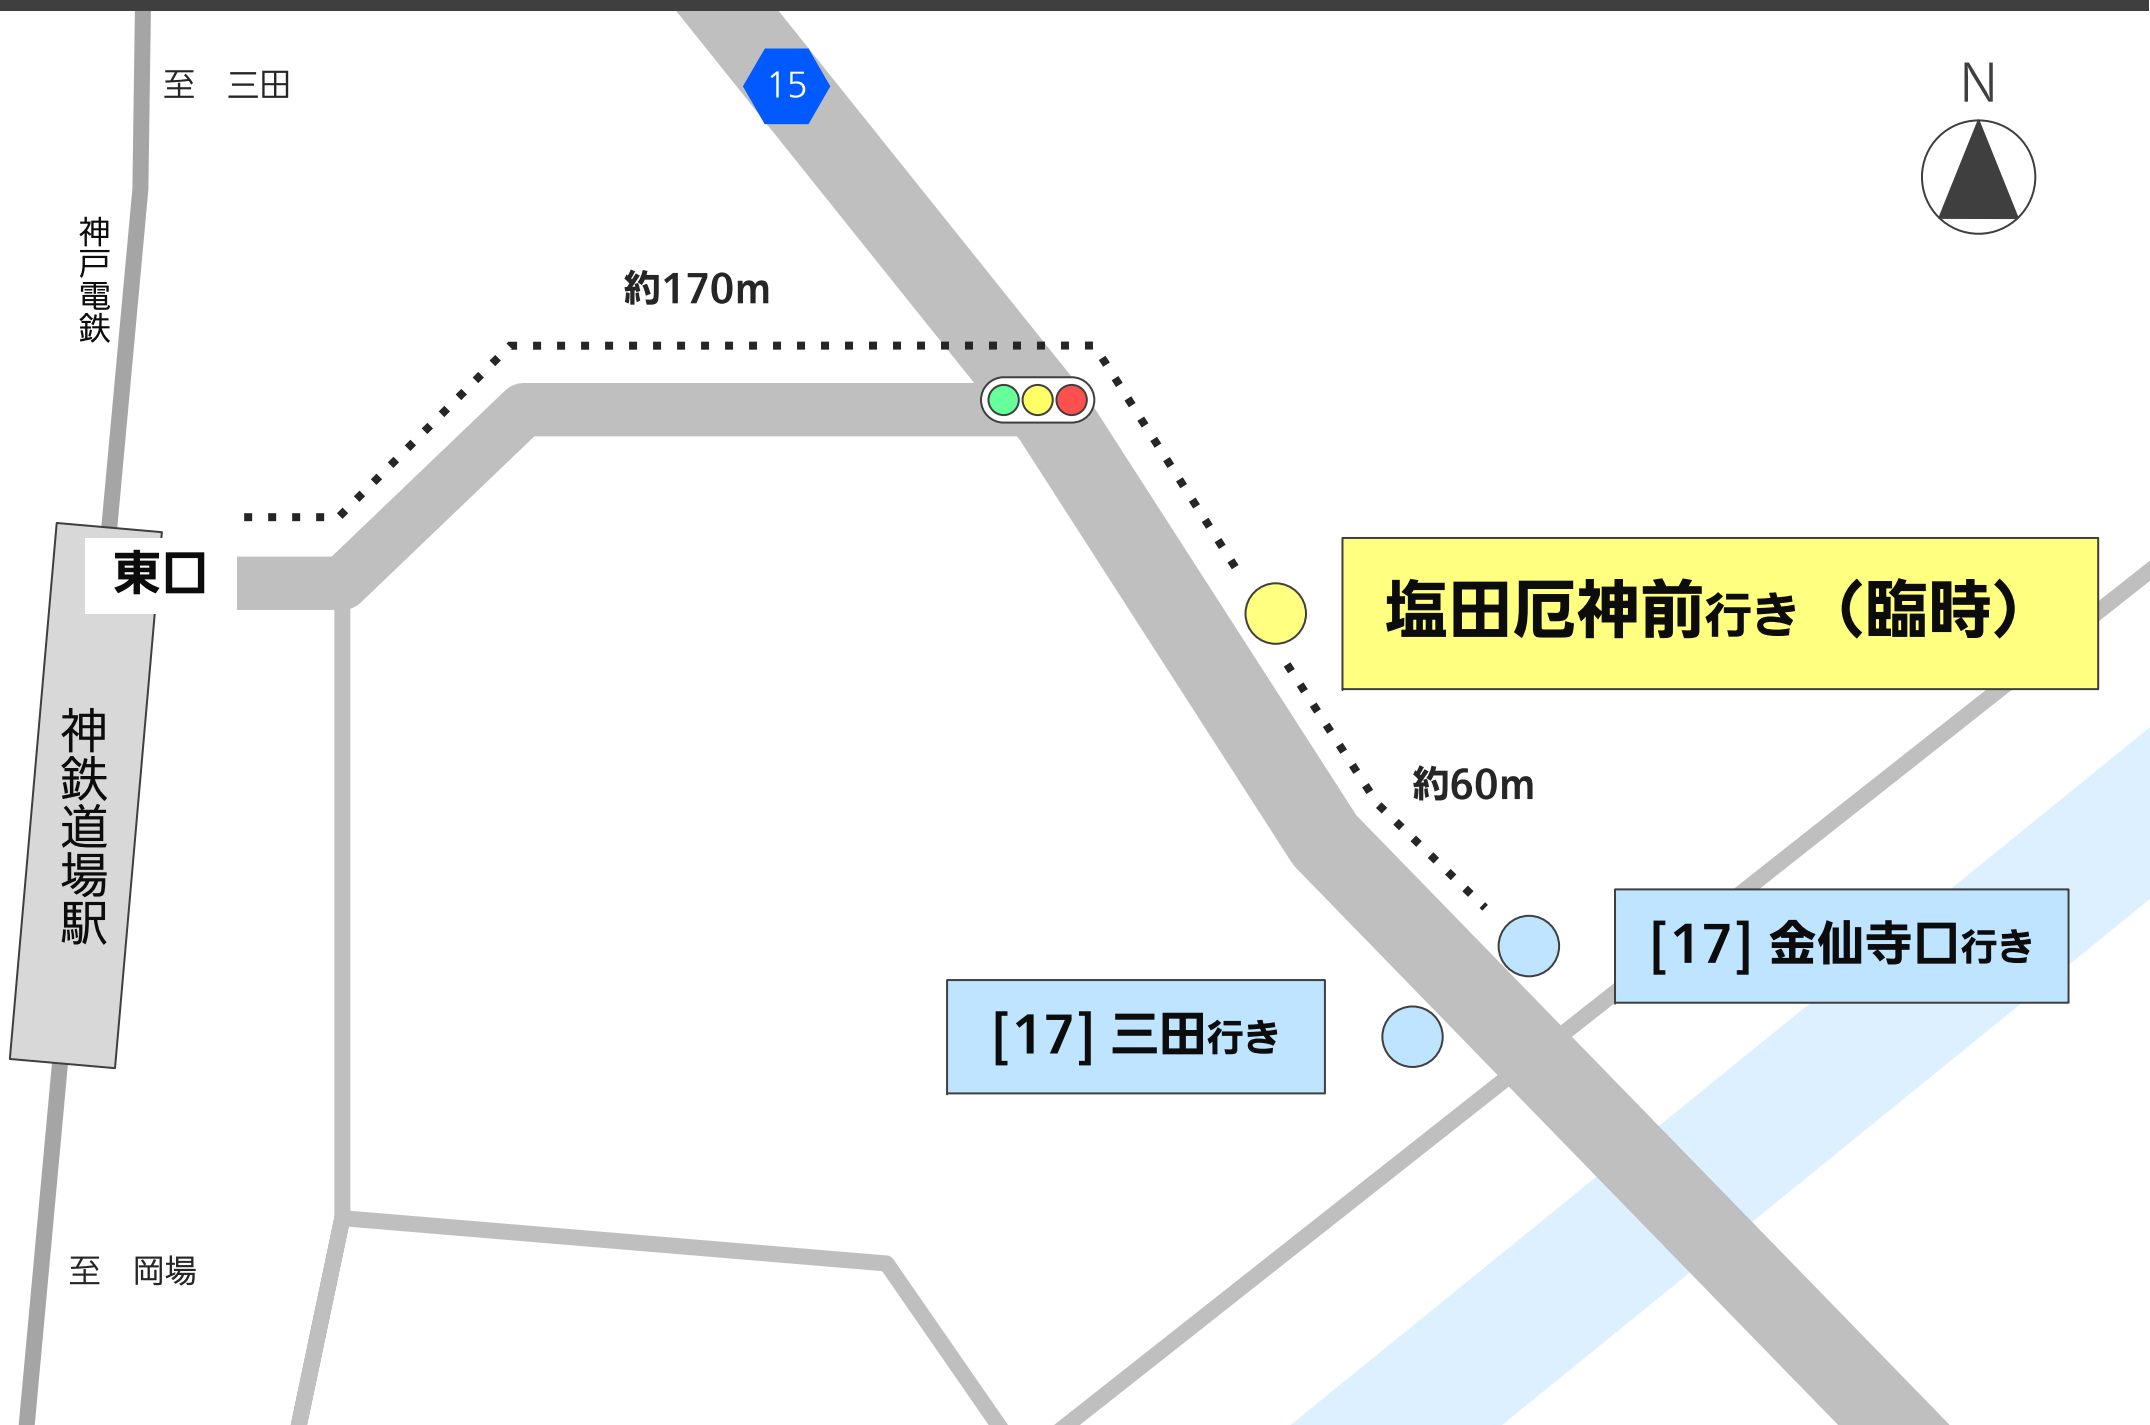 至　三田
15
N
神戸電鉄
約170m
東口
塩田厄神前行き（臨時）
神鉄道場駅
約60m
[17] 金仙寺口行き
[17] 三田行き
至　岡場